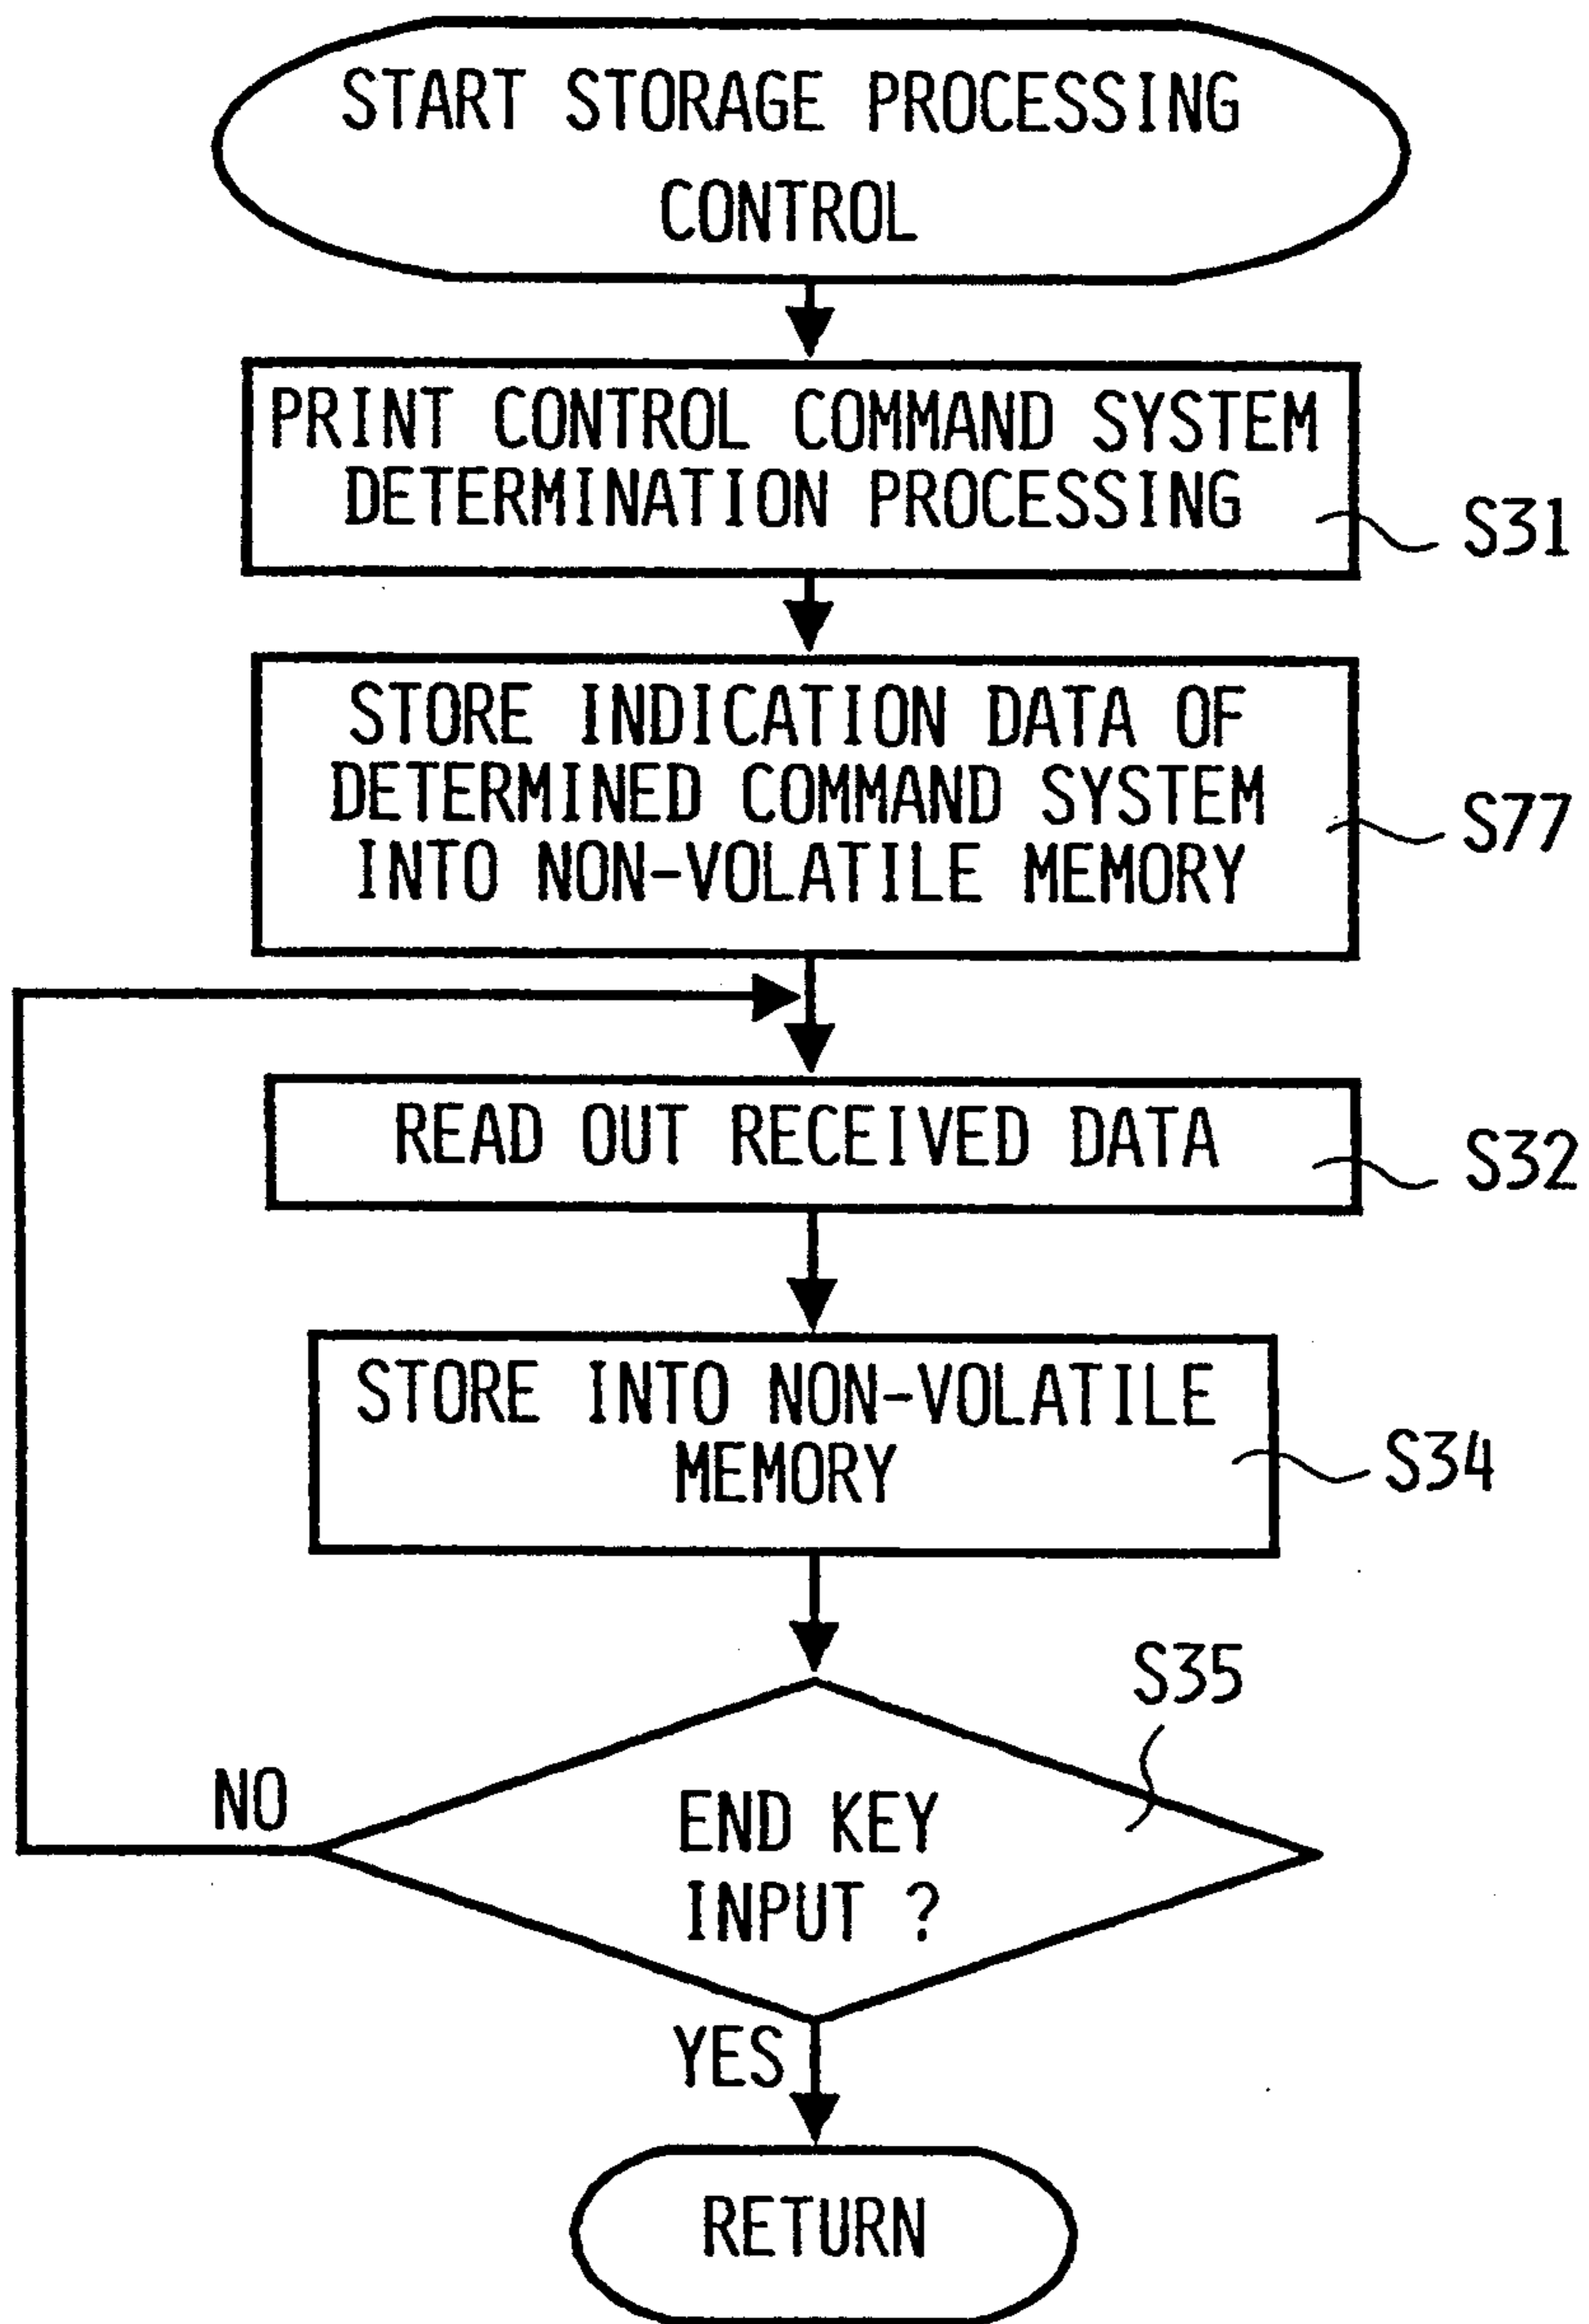 START STORAGE PROCESSING
CONTROL
PRINT CONTROL COMMAND SYSTEM
DETERMINATION PROCESSING
S31
STORE INDICATION DATA OF
DETERMINED COMMAND SYSTEM
INTO NON-VOLATILE MEMORY
S77
READ OUT RECEIVED DATA
S32
STORE INTO NON-VOLATILE
MEMORY
S34
S35
NO
END KEY
INPUT ?
YES
RETURN